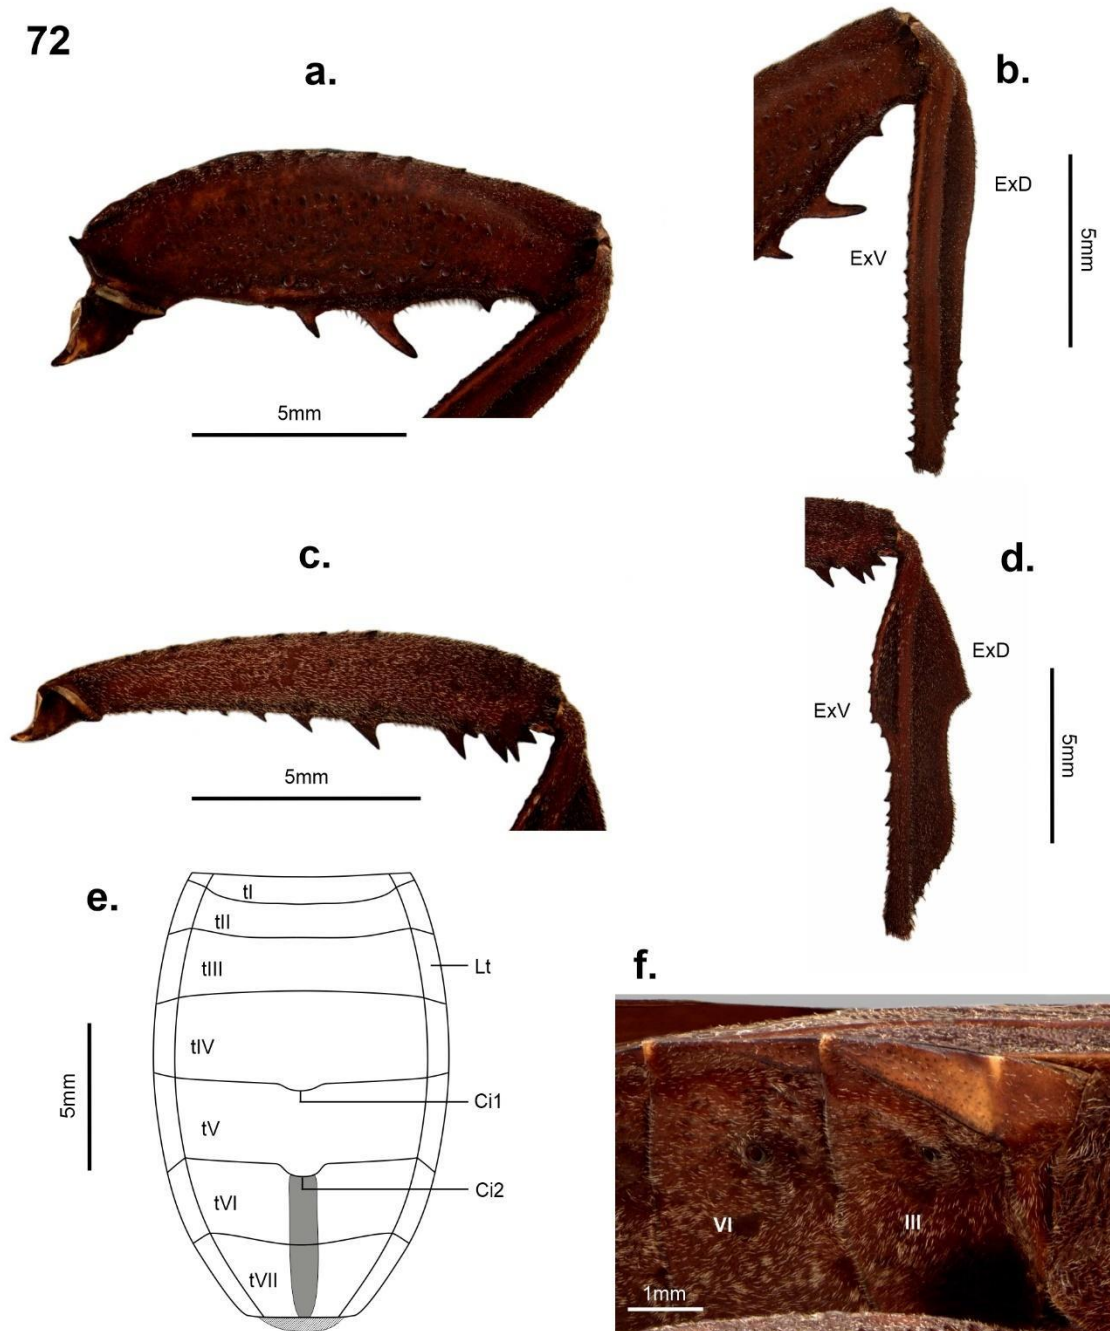 72
a.
5mm
b.
ExD
ExV
5mm
c.
5mm
d.
ExD
ExV
5mm
e.
tI
tII
tIII
Lt
tIV
Ci1
tV
Ci2
tVI
tVII
5mm
f.
VI
III
1mm